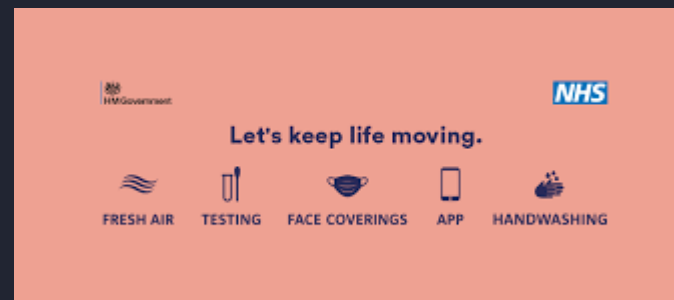 HM Government
NHS
Let's keep life moving.
FRESH AIR TESTING FACE COVERINGS APP HANDWASHING